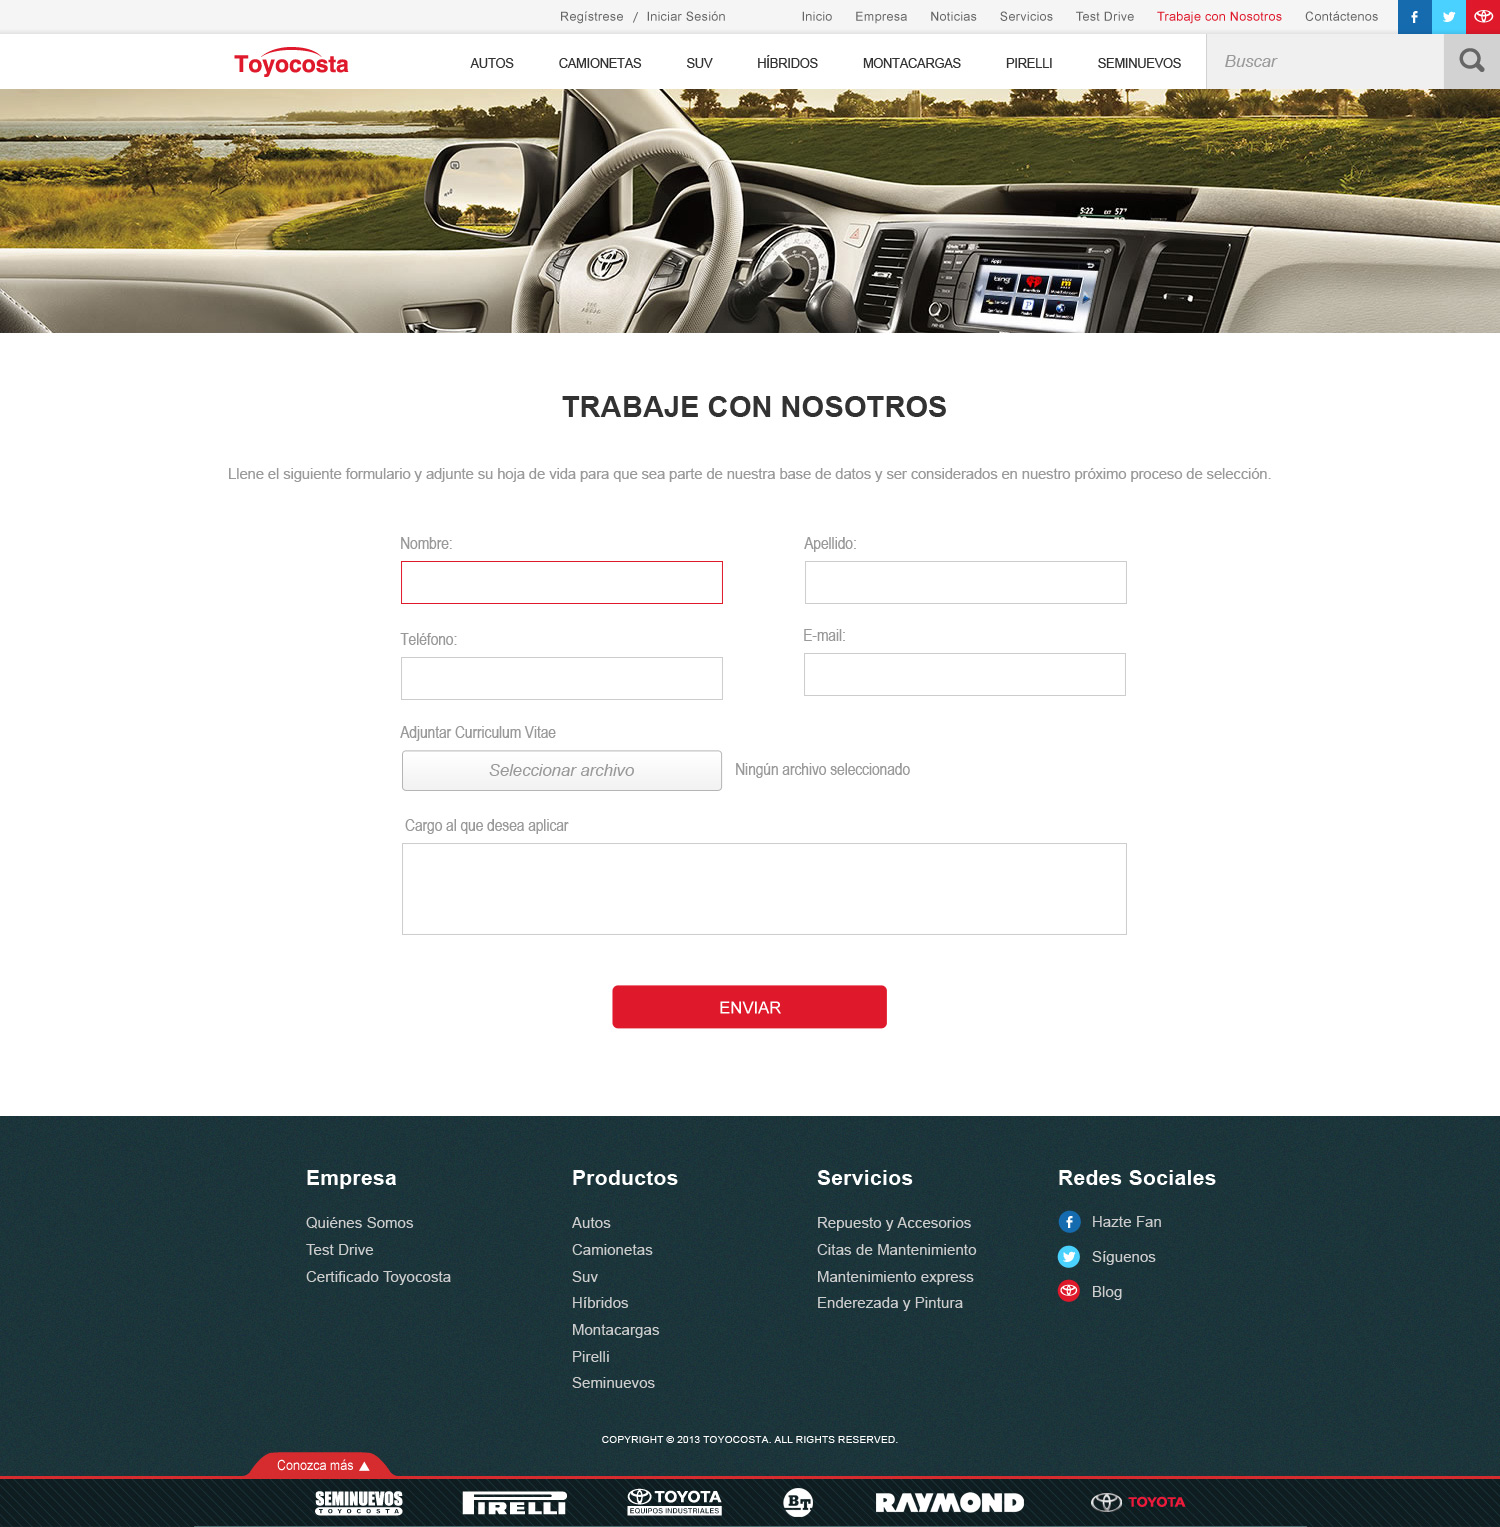 Regístrese / Iniciar Sesión Inicio Empresa Noticias Servicios Test Drive Trabaje con Nosotros Contáctenos
Toyocosta AUTOS CAMIONETAS SUV HÍBRIDOS MONTACARGAS PIRELLI SEMINUEVOS Buscar
5:22 EXT 57°
Apps
TRABAJE CON NOSOTROS
Llene el siguiente formulario y adjunte su hoja de vida para que sea parte de nuestra base de datos y ser considerados en nuestro próximo proceso de selección.
Nombre: Apellido:
Teléfono: E-mail:
Adjuntar Curriculum Vitae
Seleccionar archivo Ningún archivo seleccionado
Cargo al que desea aplicar
ENVIAR
Empresa
Quiénes Somos
Test Drive
Certificado Toyocosta
Productos
Autos
Camionetas
Suv
Híbridos
Montacargas
Pirelli
Seminuevos
Servicios
Repuesto y Accesorios
Citas de Mantenimiento
Mantenimiento express
Enderezada y Pintura
Redes Sociales
Hazte Fan
Síguenos
Blog
COPYRIGHT © 2013 TOYOCOSTA. ALL RIGHTS RESERVED.
Conozca más
SEMINUEVOS
TOYOCOSTA
PIRELLI
TOYOTA
EQUIPOS INDUSTRIALES
BT
RAYMOND
TOYOTA